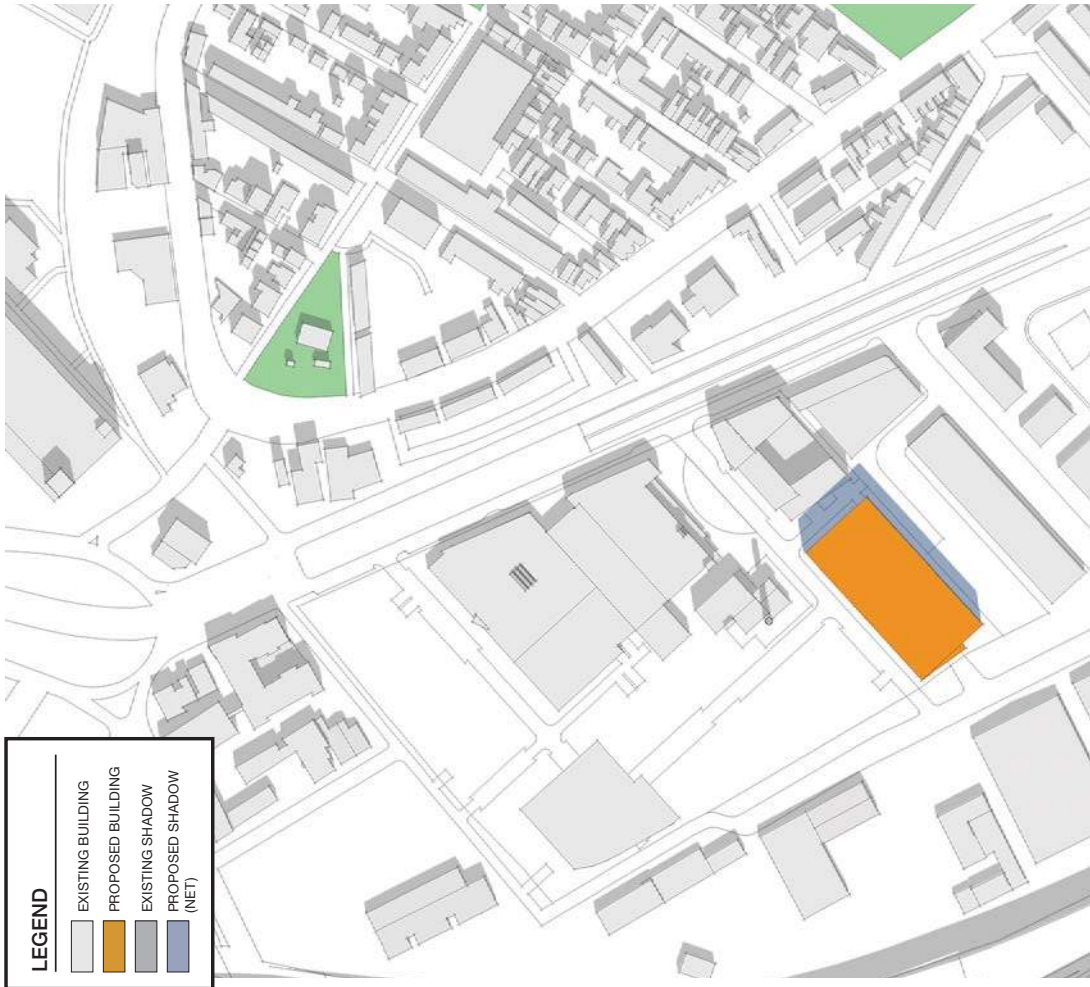 LEGEND
EXISTING BUILDING
PROPOSED BUILDING
EXISTING SHADOW
PROPOSED SHADOW
(NET)